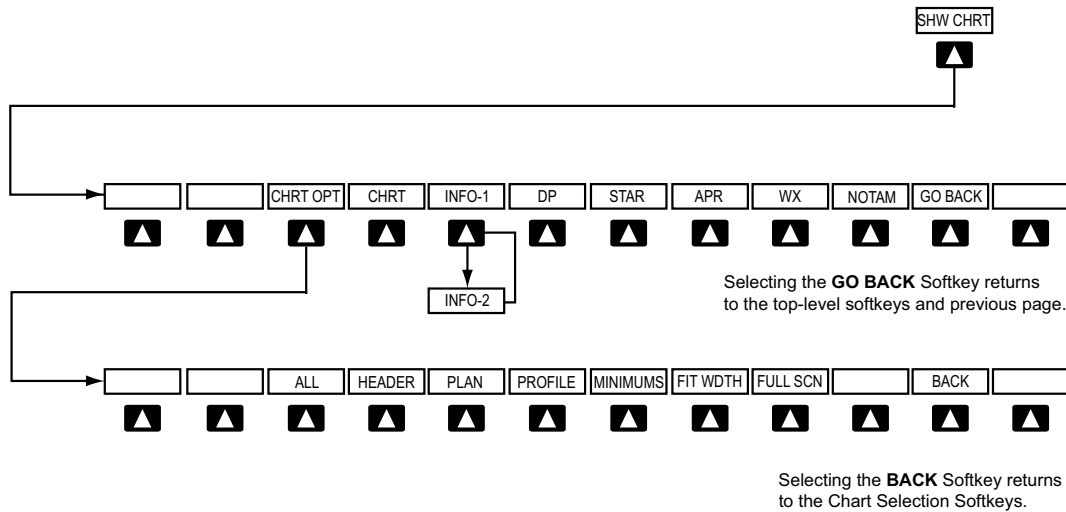 SHW CHRT
CHRT OPT CHRT INFO-1 DP STAR APR WX NOTAM GO BACK
INFO-2
Selecting the GO BACK Softkey returns
to the top-level softkeys and previous page.
ALL HEADER PLAN PROFILE MINIMUMS FIT WDTH FULL SCN BACK
Selecting the BACK Softkey returns
to the Chart Selection Softkeys.